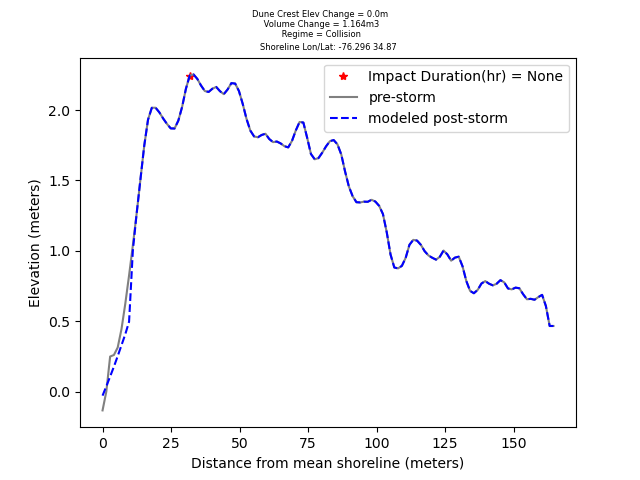 Dune Crest Elev Change = 0.0m
Volume Change = 1.164m3
Regime = Collision
Shoreline Lon/Lat: -76.296 34.87
Impact Duration(hr) = None
pre-storm
modeled post-storm
Elevation (meters)
2.0
1.5
1.0
0.5
0.0
0 25 50 75 100 125 150
Distance from mean shoreline (meters)